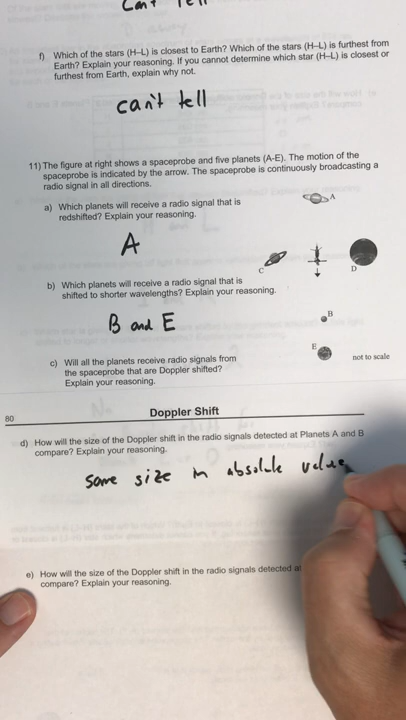 Can't tell
f) Which of the stars (H–L) is closest to Earth? Which of the stars (H–L) is furthest from
Earth? Explain your reasoning. If you cannot determine which star (H–L) is closest or
furthest from Earth, explain why not.
can't tell
11) The figure at right shows a spaceprobe and five planets (A-E). The motion of the
spaceprobe is indicated by the arrow. The spaceprobe is continuously broadcasting a
radio signal in all directions.
a) Which planets will receive a radio signal that is
redshifted? Explain your reasoning.
A
A
C
D
b) Which planets will receive a radio signal that is
shifted to shorter wavelengths? Explain your reasoning.
B and E
B
E
not to scale
c) Will all the planets receive radio signals from
the spaceprobe that are Doppler shifted?
Explain your reasoning.
80
Doppler Shift
d) How will the size of the Doppler shift in the radio signals detected at Planets A and B
compare? Explain your reasoning.
same size in absolute value
e) How will the size of the Doppler shift in the radio signals detected at
compare? Explain your reasoning.